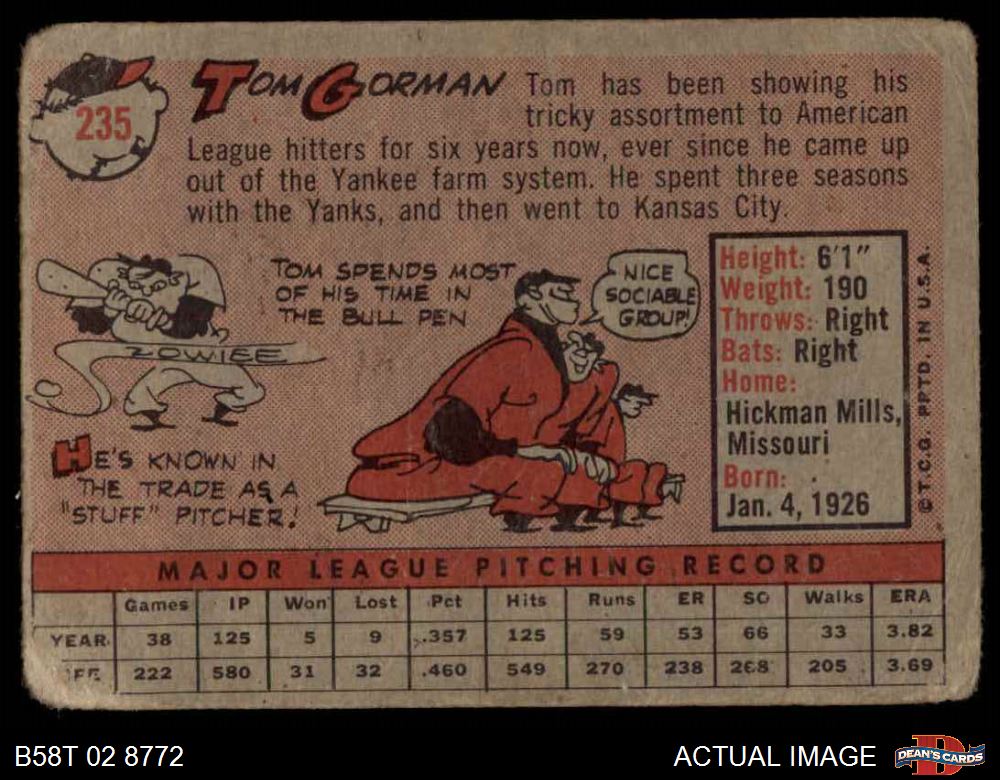 235
TOM GORMAN
Tom has been showing his
tricky assortment to American
League hitters for six years now, ever since he came up
out of the Yankee farm system. He spent three seasons
with the Yanks, and then went to Kansas City.
ZOWIEE
HE'S KNOWN IN
THE TRADE AS A
"STUFF" PITCHER!
TOM SPENDS MOST
OF HIS TIME IN
THE BULL PEN
NICE
SOCIABLE
GROUP!
Height: 6'1"
Weight: 190
Throws: Right
Bats: Right
Home:
Hickman Mills,
Missouri
Born:
Jan. 4, 1926
©T.C.G. PPTD. IN U.S.A.
MAJOR LEAGUE PITCHING RECORD
Games IP Won Lost Pct Hits Runs ER SO Walks ERA
YEAR 38 125 5 9 .357 125 59 53 66 33 3.82
222 580 31 32 .460 549 270 238 268 205 3.69
B58T 02 8772
ACTUAL IMAGE
DEAN'S CARDS